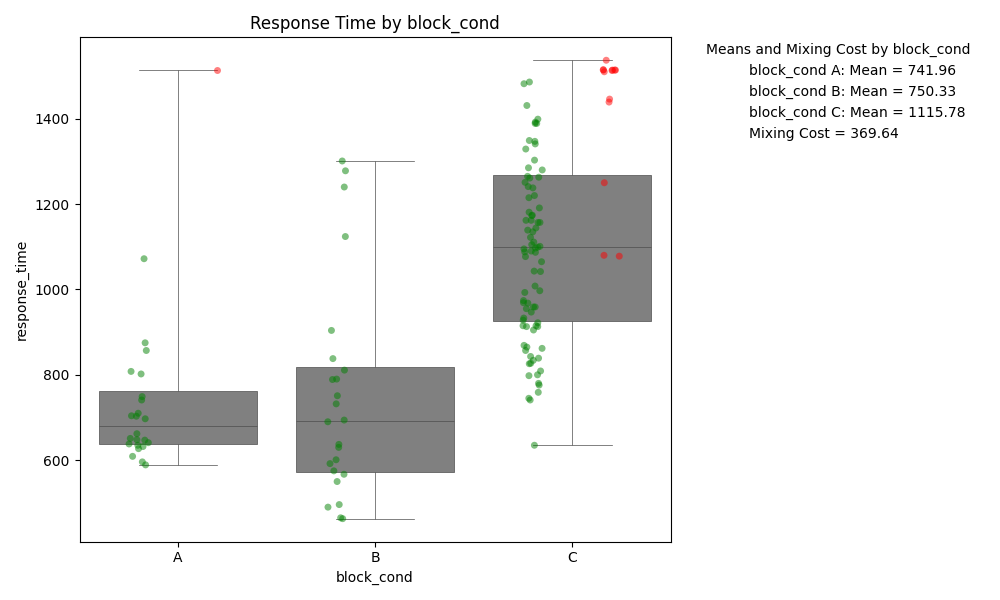 Response Time by block_cond
Means and Mixing Cost by block_cond
block_cond A: Mean = 741.96
block_cond B: Mean = 750.33
block_cond C: Mean = 1115.78
Mixing Cost = 369.64
response_time
1400
1200
1000
800
600
A
B
C
block_cond